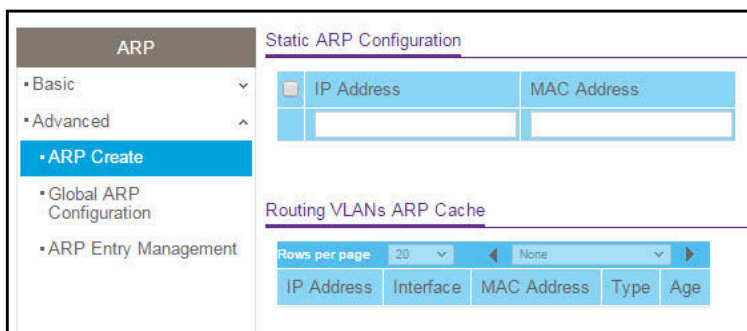 ARP
Basic
Advanced
ARP Create
Global ARP
Configuration
ARP Entry Management
Static ARP Configuration
IP Address MAC Address
Routing VLANs ARP Cache
Rows per page 20 None
IP Address Interface MAC Address Type Age